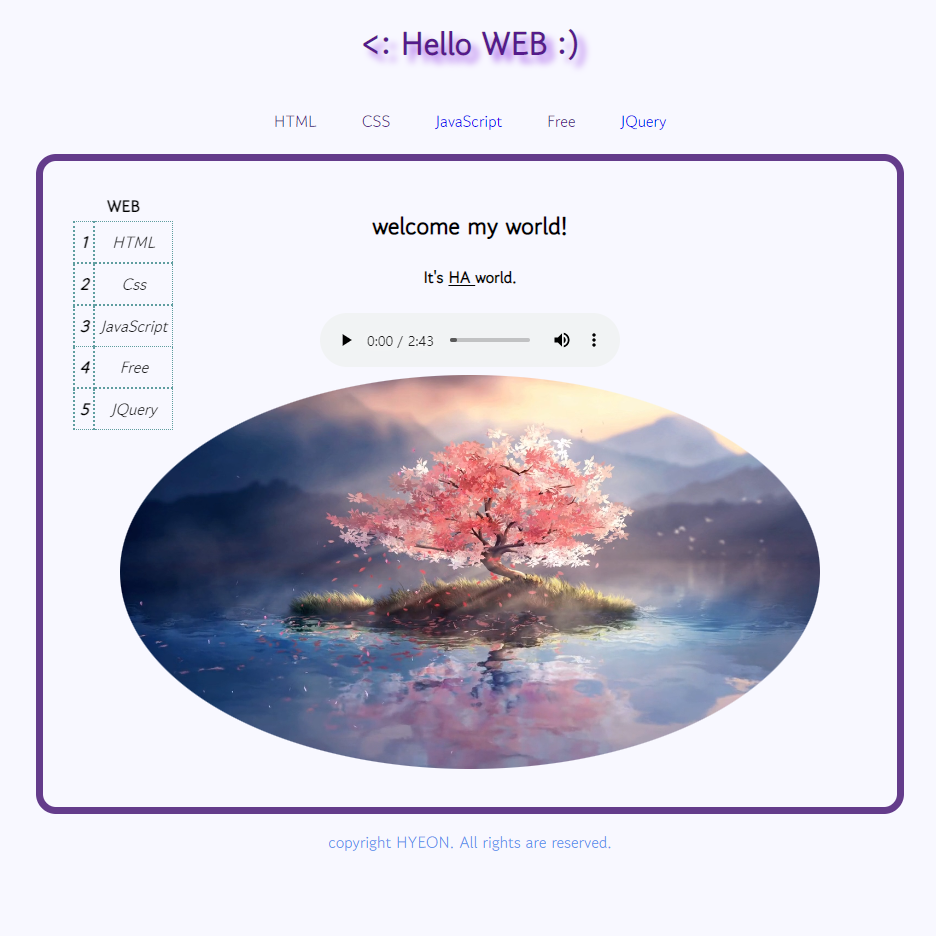 <: Hello WEB :)
HTML CSS JavaScript Free JQuery
WEB
1 HTML
2 Css
3 JavaScript
4 Free
5 JQuery
welcome my world!
It's HA world.
0:00 / 2:43
copyright HYEON. All rights are reserved.